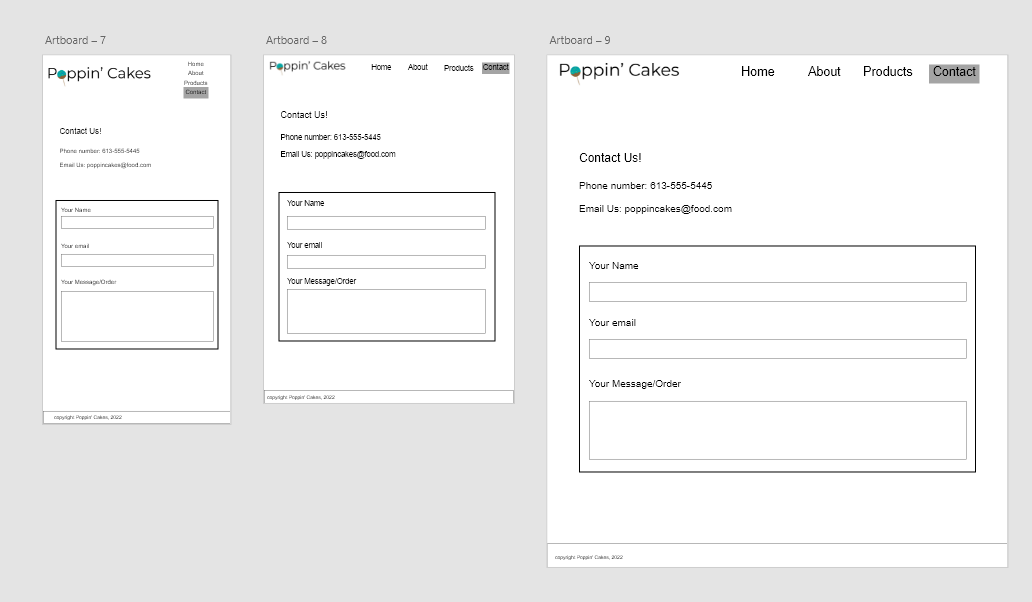 Artboard – 7
Poppin’ Cakes
Home
About
Products
Contact
Contact Us!
Phone number: 613-555-5445
Email Us: poppincakes@food.com
Your Name
Your email
Your Message/Order
copyright Poppin' Cakes, 2022
Artboard – 8
Poppin’ Cakes Home About Products Contact
Contact Us!
Phone number: 613-555-5445
Email Us: poppincakes@food.com
Your Name
Your email
Your Message/Order
copyright Poppin' Cakes, 2022
Artboard – 9
Poppin’ Cakes Home About Products Contact
Contact Us!
Phone number: 613-555-5445
Email Us: poppincakes@food.com
Your Name
Your email
Your Message/Order
copyright Poppin' Cakes, 2022